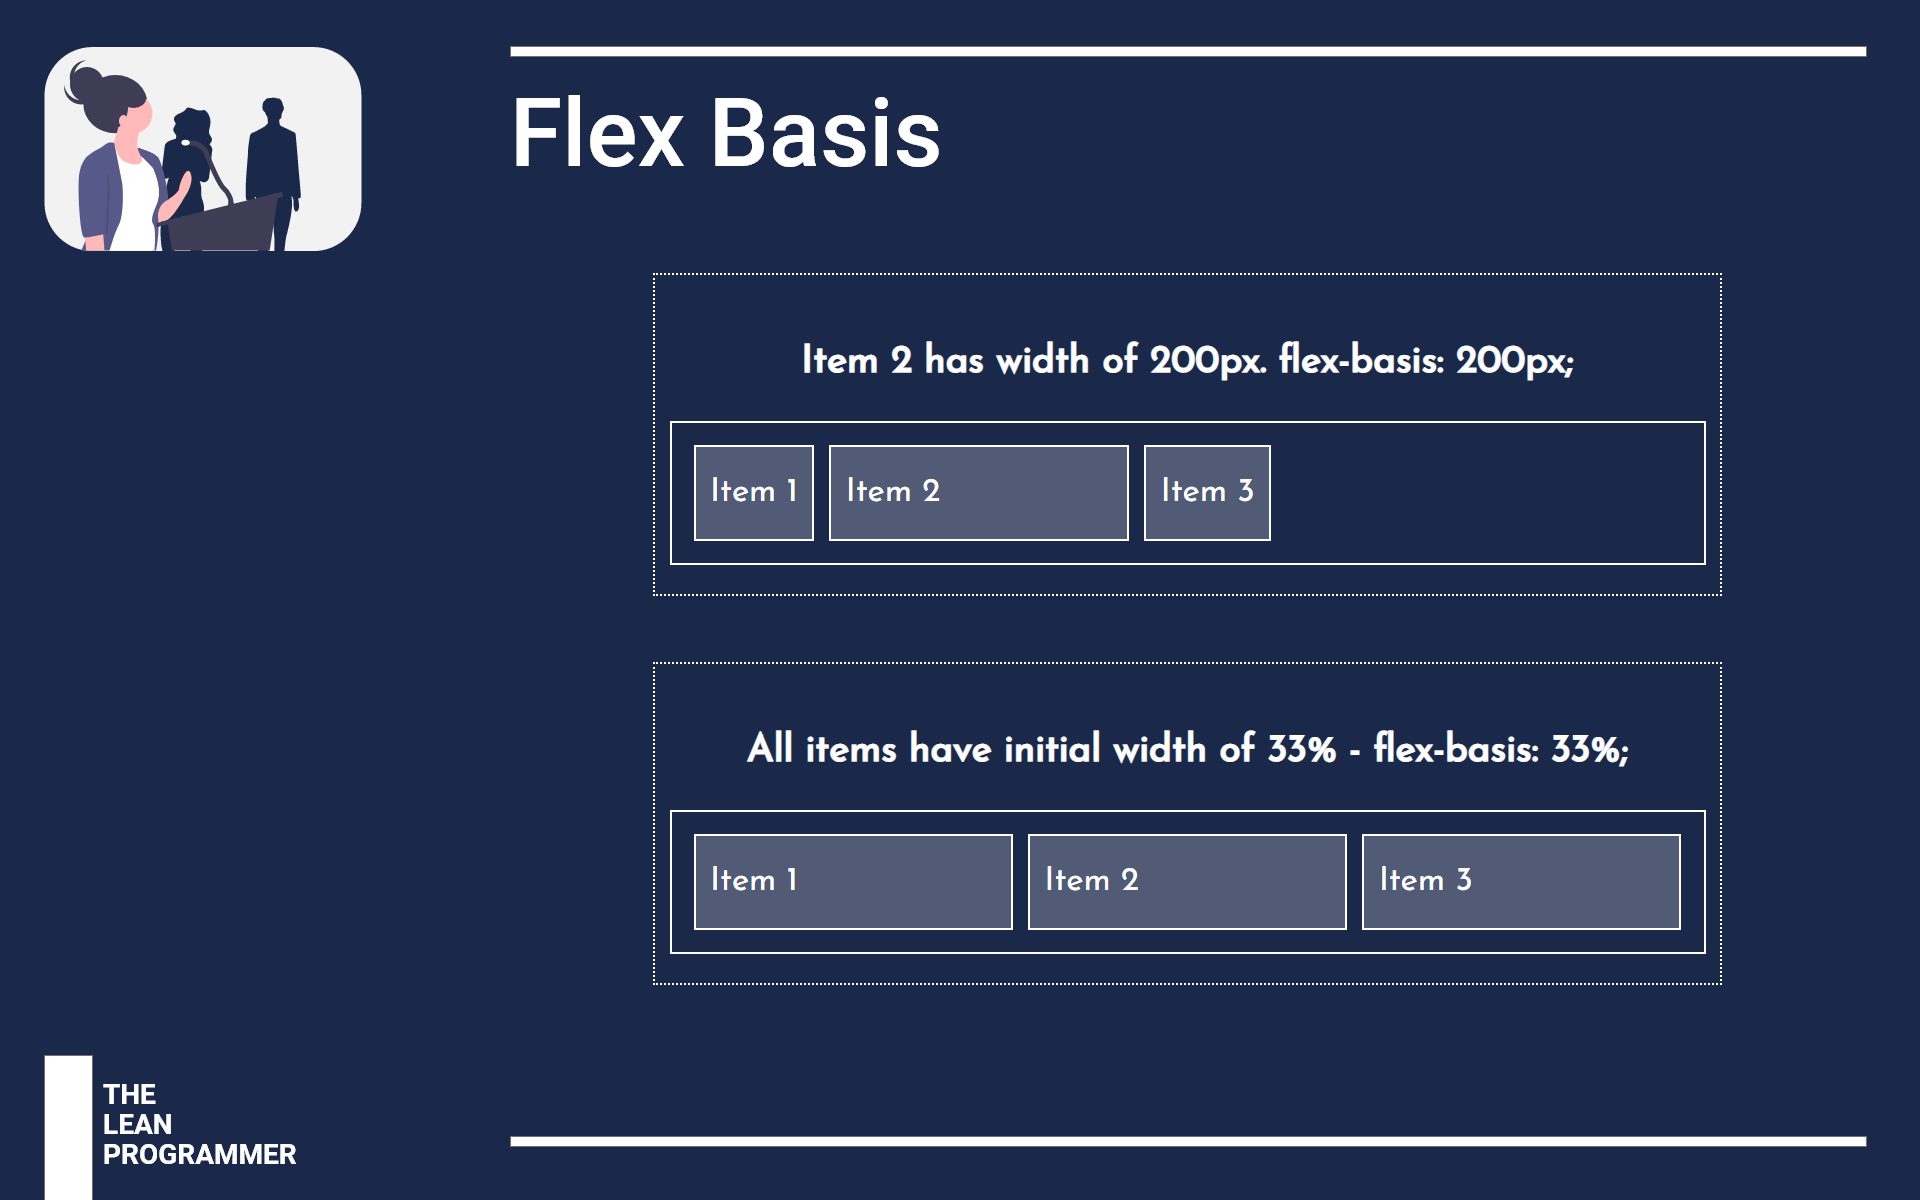 Flex Basis
Item 2 has width of 200px. flex-basis: 200px;
Item 1
Item 2
Item 3
All items have initial width of 33% - flex-basis: 33%;
Item 1
Item 2
Item 3
THE
LEAN
PROGRAMMER